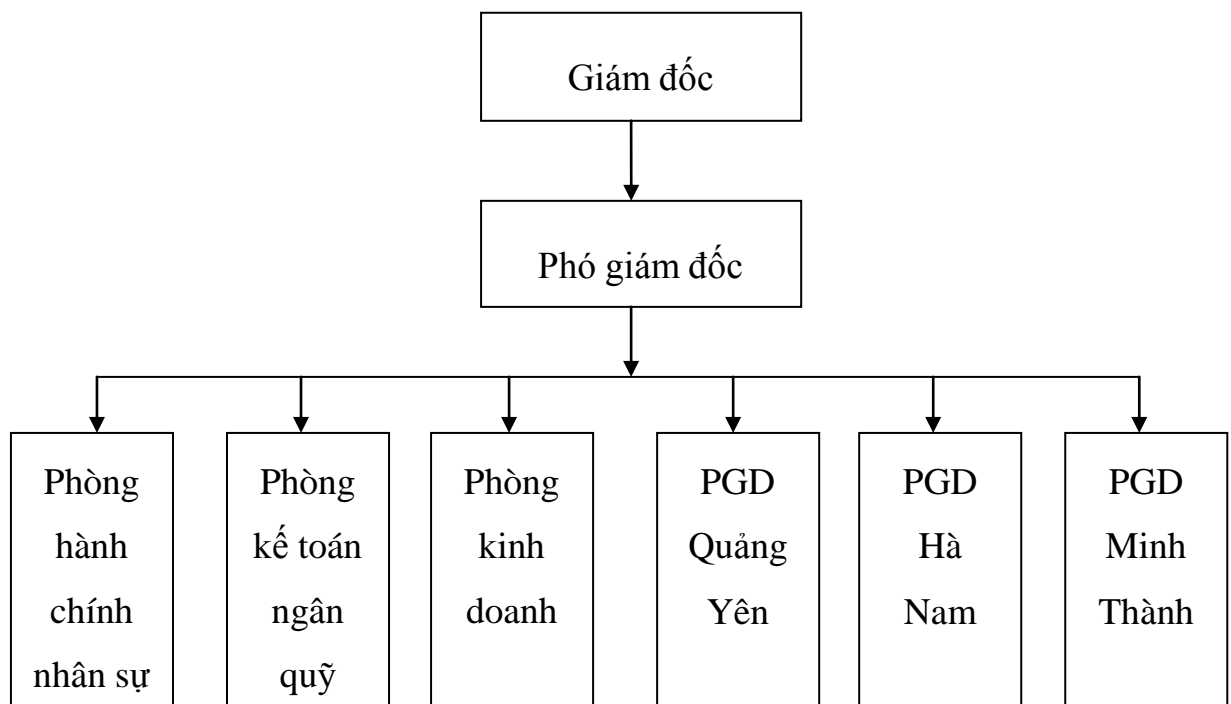 Giám đốc
Phó giám đốc
Phòng
hành
chính
nhân sự
Phòng
kế toán
ngân
quỹ
Phòng
kinh
doanh
PGD
Quảng
Yên
PGD
Hà
Nam
PGD
Minh
Thành